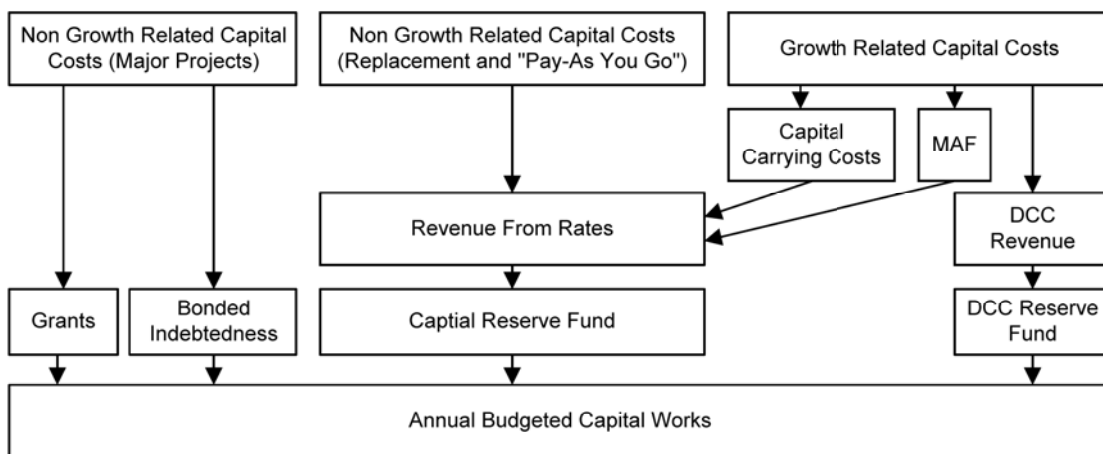 Non Growth Related Capital
Costs (Major Projects)
Non Growth Related Capital Costs
(Replacement and "Pay-As You Go")
Growth Related Capital Costs
Capital
Carrying Costs
MAF
Revenue From Rates
DCC
Revenue
Grants
Bonded
Indebtedness
Captial Reserve Fund
DCC Reserve
Fund
Annual Budgeted Capital Works